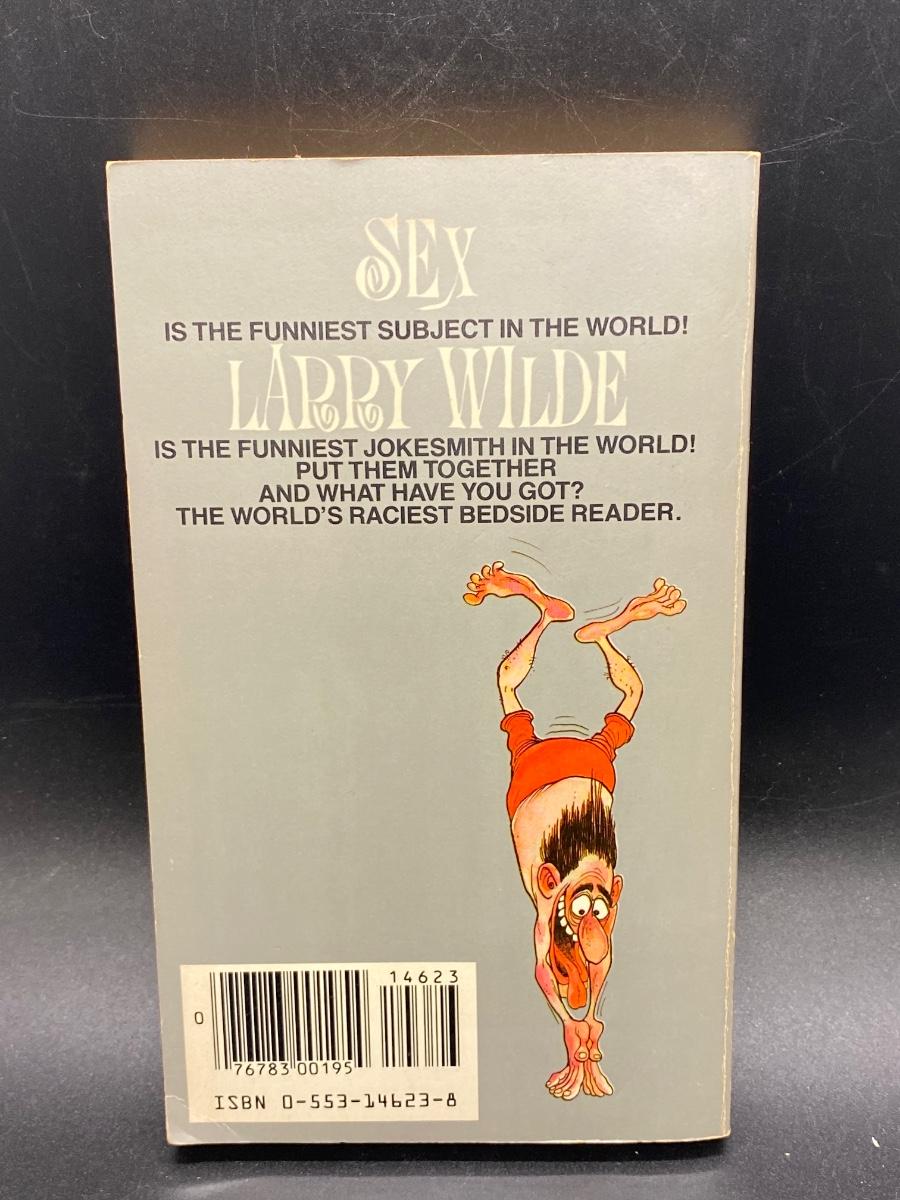 SEX
IS THE FUNNIEST SUBJECT IN THE WORLD!
LARRY WILDE
IS THE FUNNIEST JOKESMITH IN THE WORLD!
PUT THEM TOGETHER
AND WHAT HAVE YOU GOT?
THE WORLD'S RACIEST BEDSIDE READER.
14623
0
76783 00195
ISBN 0-553-14623-8